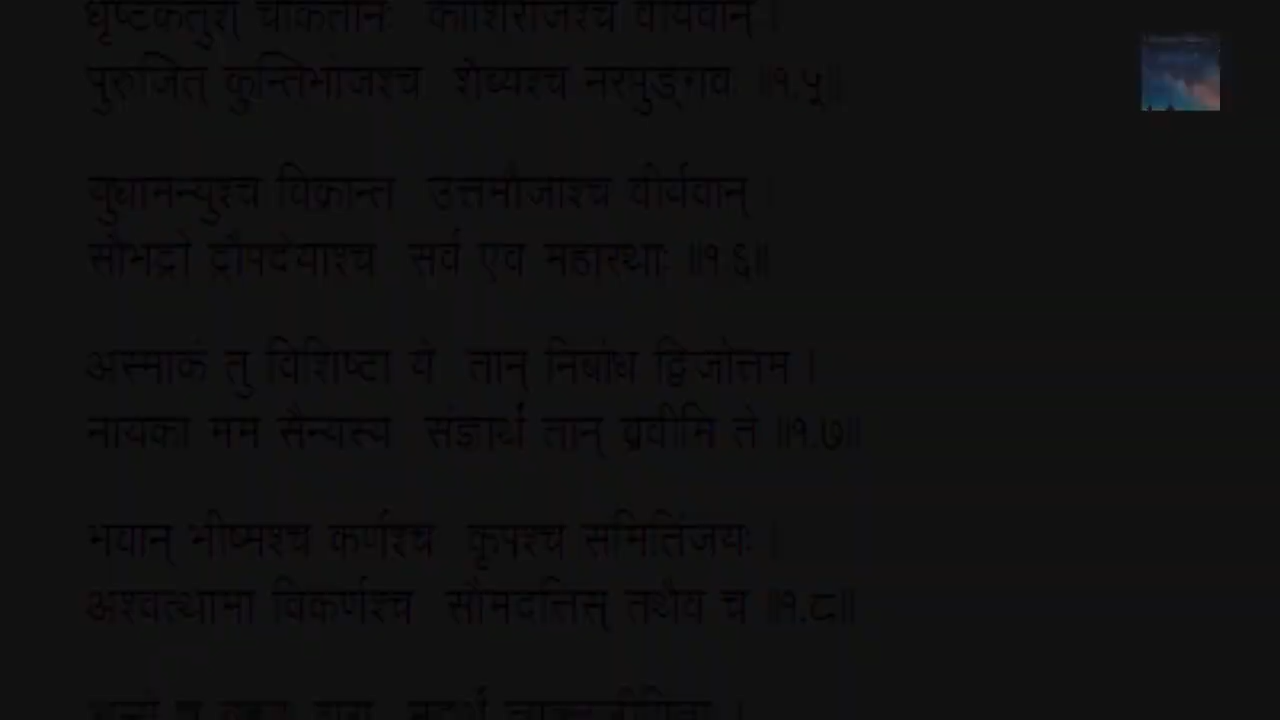 धृष्टकेतुश् चेकितानः काशिराजश्च वीर्यवान् ।
पुरुजित् कुन्तिभोजश्च शैब्यश्च नरपुङ्गवः ॥१.५॥
युधामन्युश्च विक्रान्त उत्तमौजाश्च वीर्यवान् ।
सौभद्रो द्रौपदेयाश्च सर्व एव महारथाः ॥१.६॥
अस्माकं तु विशिष्टा ये तान् निबोध द्विजोत्तम ।
नायका मम सैन्यस्य संज्ञार्थं तान् ब्रवीमि ते ॥१.७॥
भवान् भीष्मश्च कर्णश्च कृपश्च समितिंजयः ।
अश्वत्थामा विकर्णश्च सौमदत्तिस् तथैव च ॥१.८॥